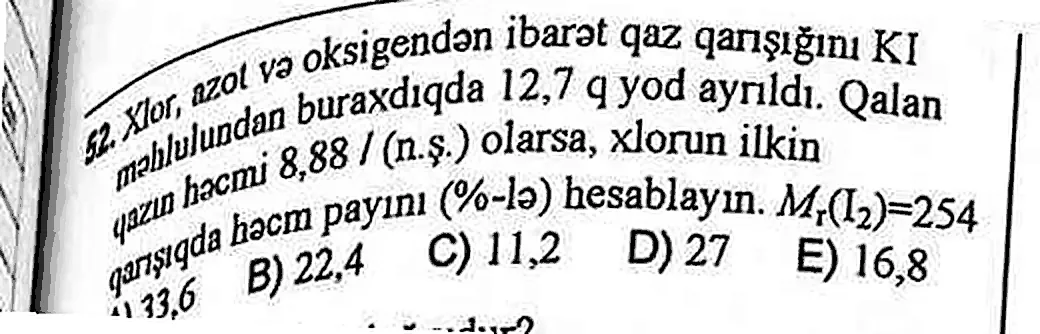 52. Xlor, azot və oksigendən ibarət qaz qarışığını KI
məhlulundan buraxdıqda 12,7 q yod ayrıldı. Qalan
qazın həcmi 8,88 l (n.ş.) olarsa, xlorun ilkin
qarışıqda həcm payını (%-lə) hesablayın. Mᵣ(I₂)=254
A) 33,6 B) 22,4 C) 11,2 D) 27 E) 16,8